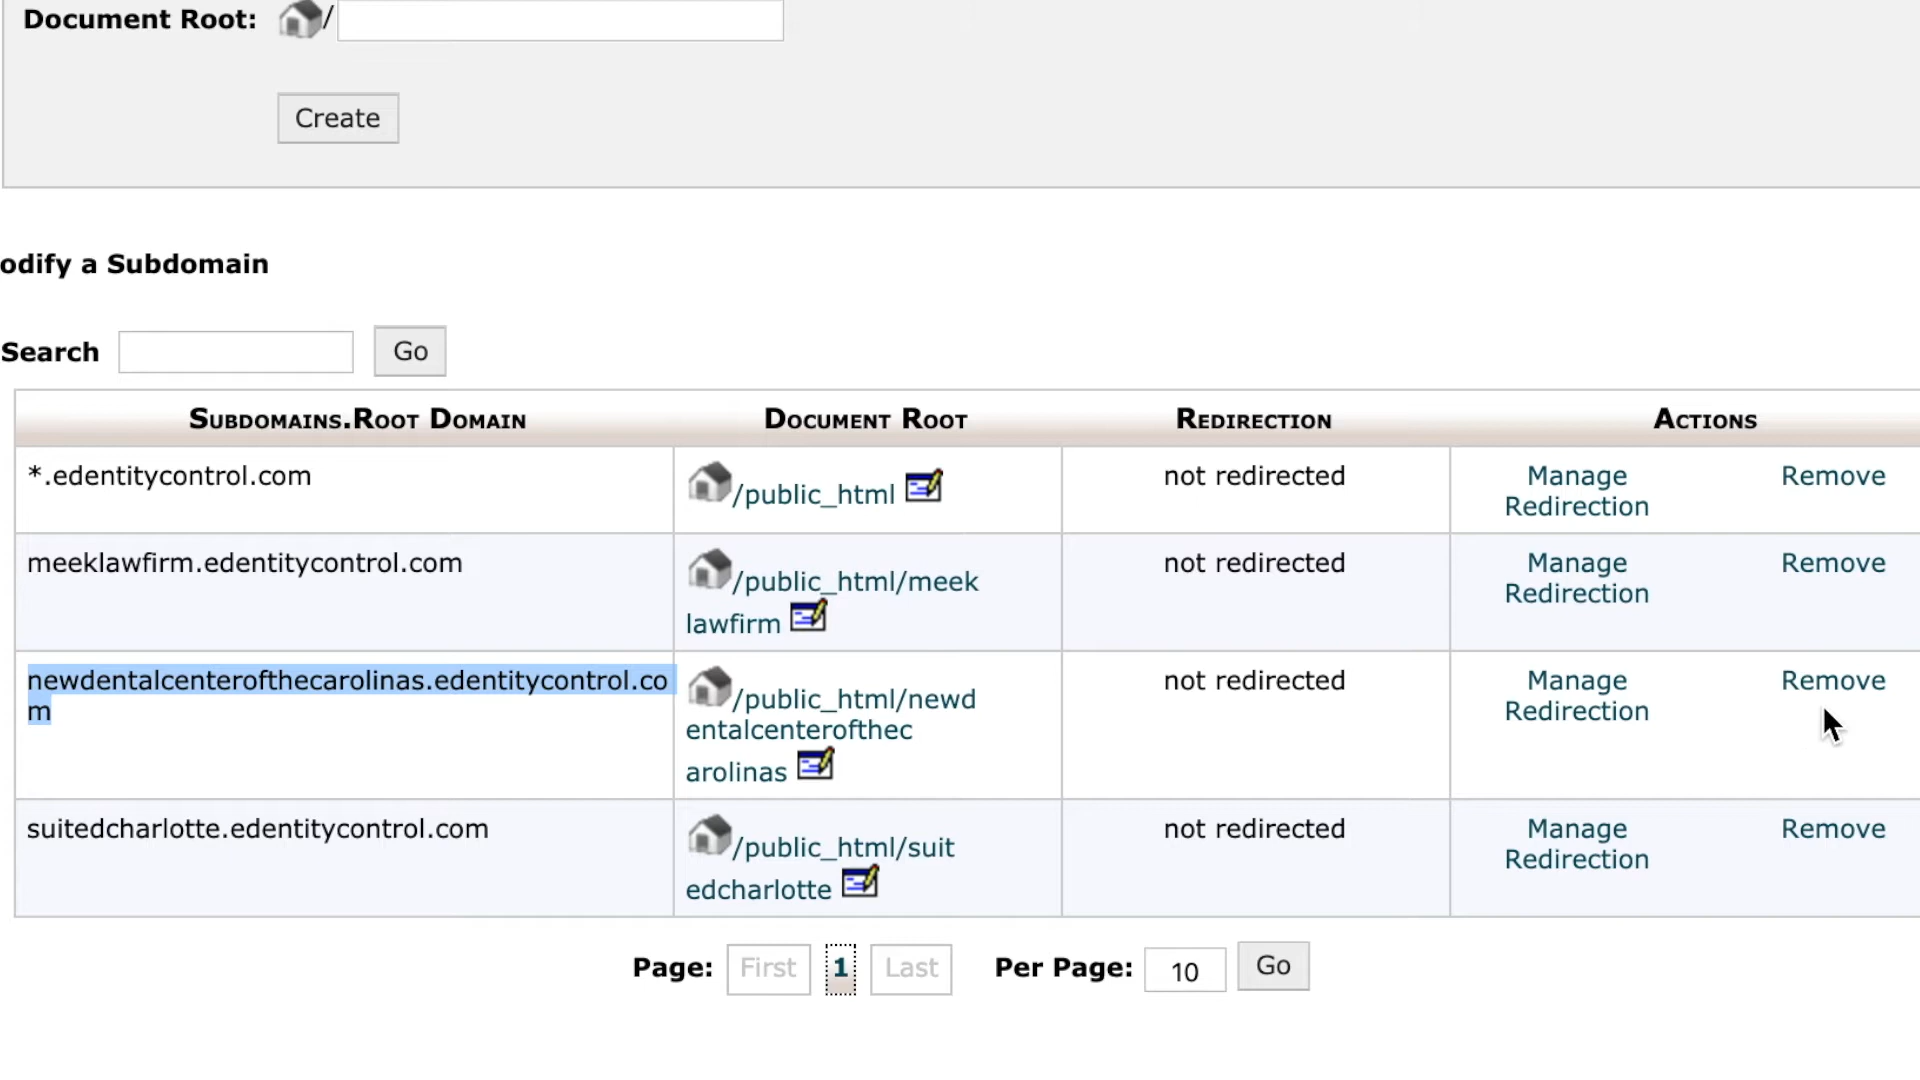 Document Root: /
Create
odify a Subdomain
Search Go
Subdomains.Root Domain Document Root Redirection Actions
*.edentitycontrol.com /public_html not redirected Manage Redirection Remove
meeklawfirm.edentitycontrol.com /public_html/meek
lawfirm not redirected Manage Redirection Remove
newdentalcenterofthecarolinas.edentitycontrol.co
m /public_html/newd
entalcenterofthec
arolinas not redirected Manage Redirection Remove
suitedcharlotte.edentitycontrol.com /public_html/suit
edcharlotte not redirected Manage Redirection Remove
Page: First 1 Last Per Page: 10 Go